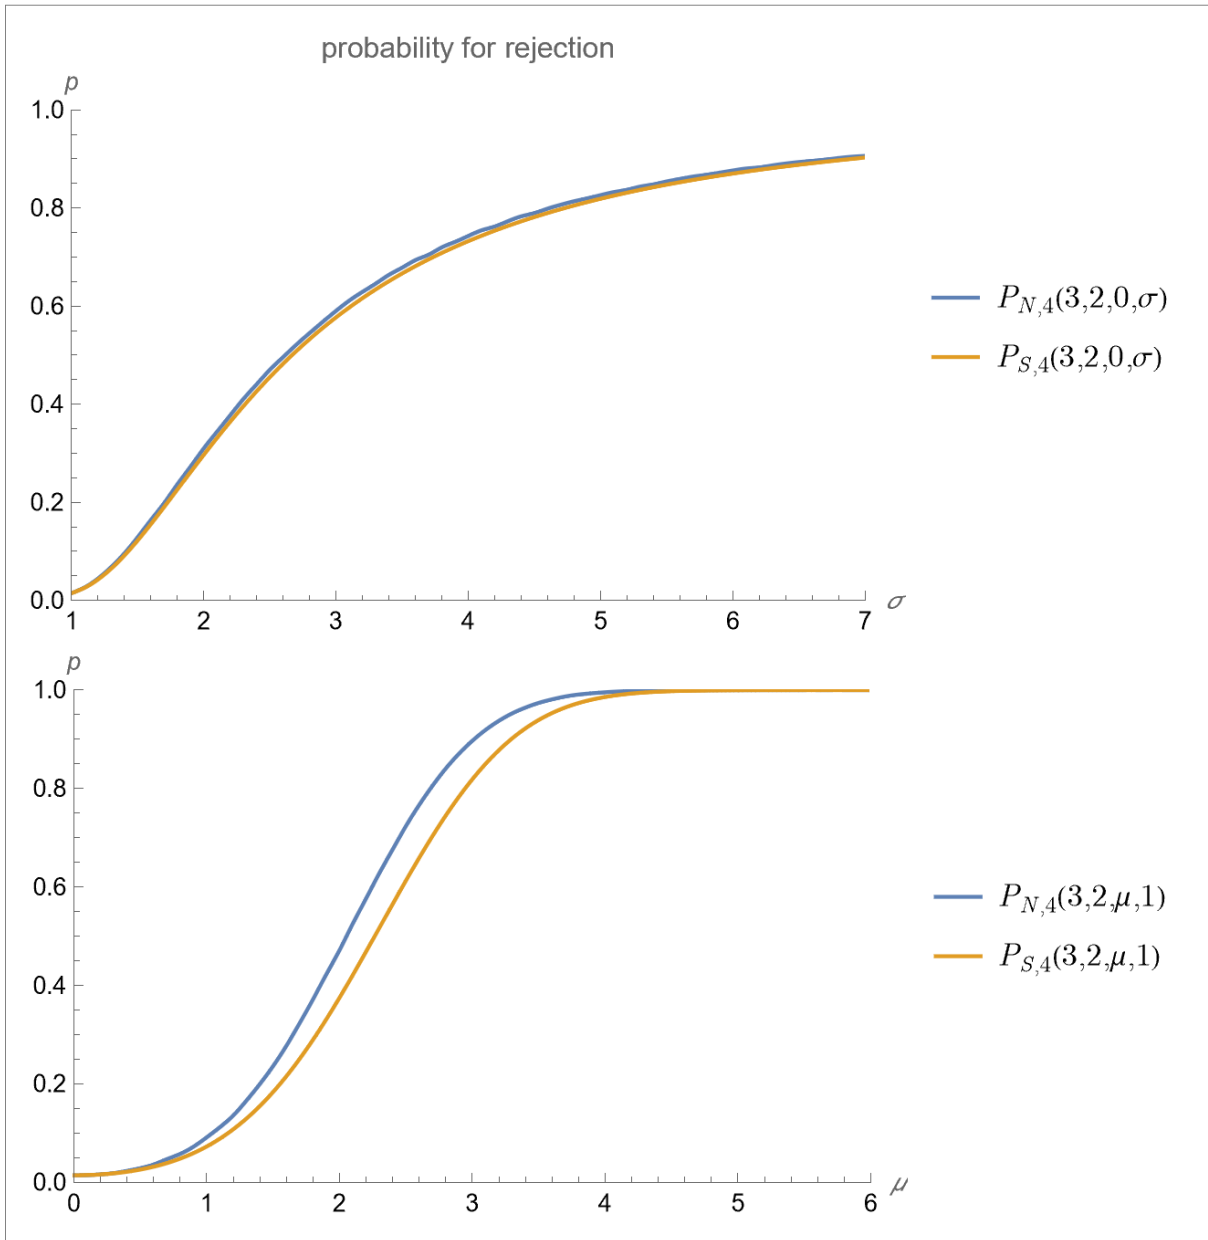 probability for rejection
p
1.0
0.8
0.6
0.4
0.2
0.0
1 2 3 4 5 6 7 σ
P_{N,4}(3,2,0,σ)
P_{S,4}(3,2,0,σ)
p
1.0
0.8
0.6
0.4
0.2
0.0
0 1 2 3 4 5 6 μ
P_{N,4}(3,2,μ,1)
P_{S,4}(3,2,μ,1)